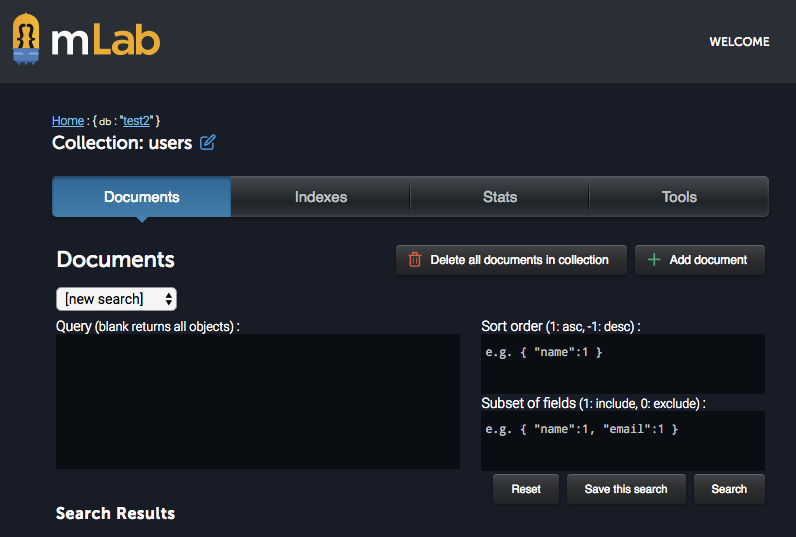 mLab
WELCOME
Home : { db : "test2" }
Collection: users
Documents Indexes Stats Tools
Documents
Delete all documents in collection
Add document
[new search]
Query (blank returns all objects) :
Sort order (1: asc, -1: desc) :
e.g. { "name":1 }
Subset of fields (1: include, 0: exclude) :
e.g. { "name":1, "email":1 }
Reset Save this search Search
Search Results